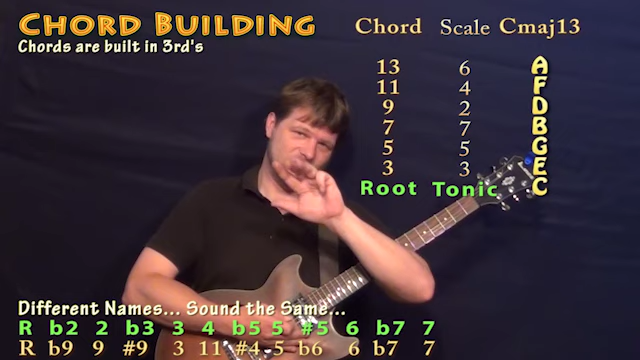 Chord Building
Chords are built in 3rd's
Chord Scale Cmaj13
13 6 A
11 4 F
9 2 D
7 7 B
5 5 G
3 3 E
Root Tonic C
Different Names... Sound the Same...
R b2 2 b3 3 4 b5 5 #5 6 b7 7
R b9 9 #9 3 11 #4 5 b6 6 b7 7